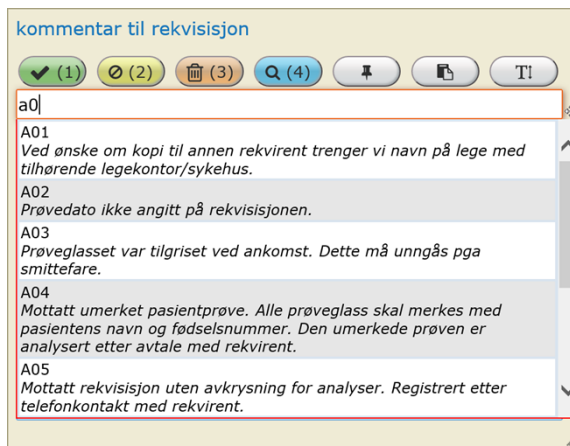 kommentar til rekvisisjon
(1) (2) (3) (4) T
a0
A01
Ved ønske om kopi til annen rekvirent trenger vi navn på lege med
tilhørende legekontor/sykehus.
A02
Prøvedato ikke angitt på rekvisisjonen.
A03
Prøveglasset var tilgriset ved ankomst. Dette må unngås pga
smittefare.
A04
Mottatt umerket pasientprøve. Alle prøveglass skal merkes med
pasientens navn og fødselsnummer. Den umerkede prøven er
analysert etter avtale med rekvirent.
A05
Mottatt rekvisisjon uten avkrysning for analyser. Registrert etter
telefonkontakt med rekvirent.